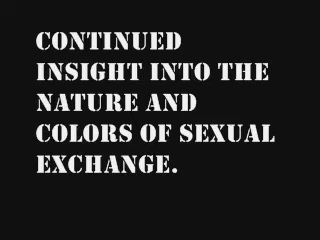 CONTINUED
INSIGHT INTO THE
NATURE AND
COLORS OF SEXUAL
EXCHANGE.